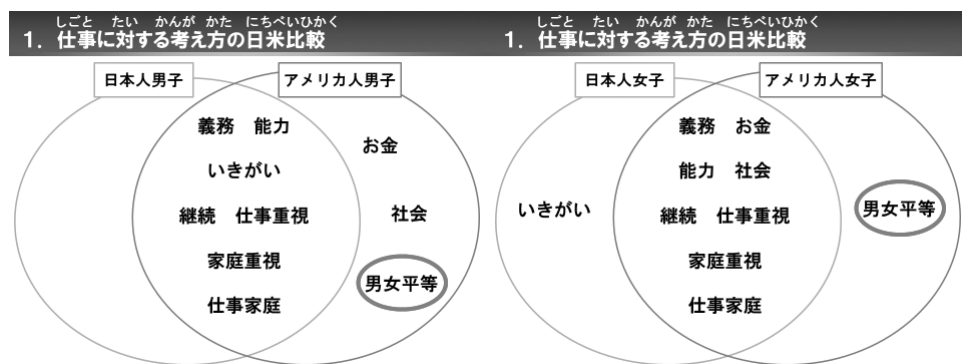 しごと たい かんが かた にちべいひかく
1. 仕事に対する考え方の日米比較
日本人男子
アメリカ人男子
義務 能力
いきがい
継続 仕事重視
家庭重視
仕事家庭
お金
社会
男女平等
しごと たい かんが かた にちべいひかく
1. 仕事に対する考え方の日米比較
日本人女子
アメリカ人女子
いきがい
義務 お金
能力 社会
継続 仕事重視
家庭重視
仕事家庭
男女平等